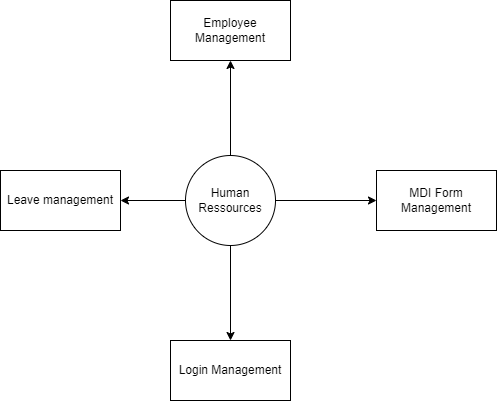 Employee
Management
Leave management
Human
Ressources
MDI Form
Management
Login Management